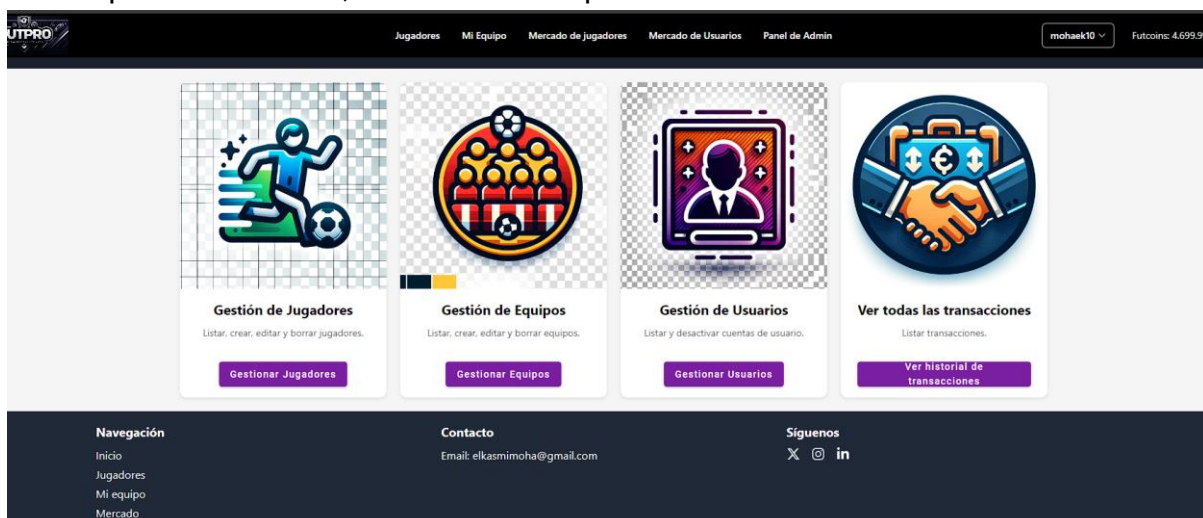 UTPRO
Jugadores Mi Equipo Mercado de jugadores Mercado de Usuarios Panel de Admin
mohaek10
Futcoins: 4.699.9
Gestión de Jugadores
Listar, crear, editar y borrar jugadores.
Gestionar Jugadores
Gestión de Equipos
Listar, crear, editar y borrar equipos.
Gestionar Equipos
Gestión de Usuarios
Listar y desactivar cuentas de usuario.
Gestionar Usuarios
Ver todas las transacciones
Listar transacciones.
Ver historial de
transacciones
Navegación
Inicio
Jugadores
Mi equipo
Mercado
Contacto
Email: elkasmimoha@gmail.com
Síguenos